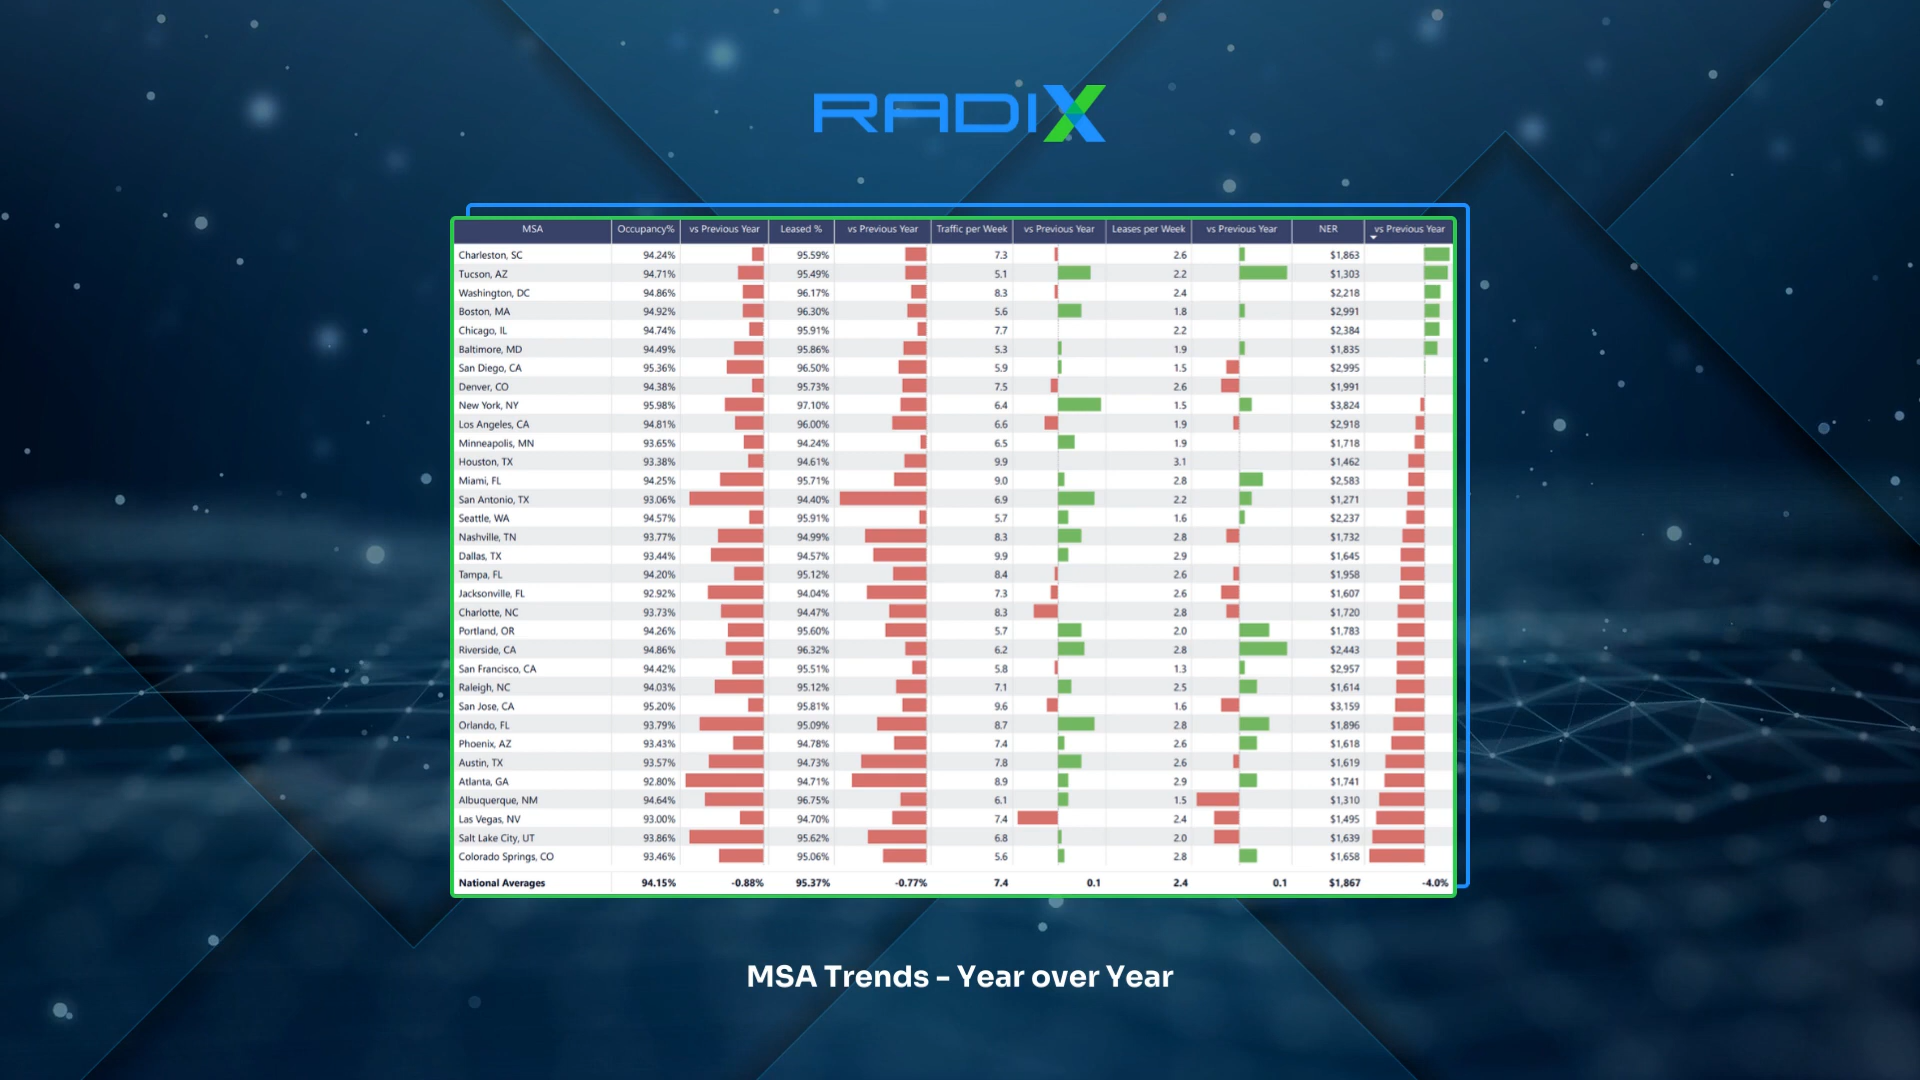 RADIX
MSA Occupancy% vs Previous Year Leased % vs Previous Year Traffic per Week vs Previous Year Leases per Week vs Previous Year NER vs Previous Year
Charleston, SC 94.24% 95.59% 7.3 2.6 $1,863
Tucson, AZ 94.71% 95.49% 5.1 2.2 $1,303
Washington, DC 94.86% 96.17% 8.3 2.4 $2,218
Boston, MA 94.92% 96.30% 5.6 1.8 $2,991
Chicago, IL 94.74% 95.91% 7.7 2.2 $2,384
Baltimore, MD 94.49% 95.86% 5.3 1.9 $1,835
San Diego, CA 95.36% 96.50% 5.9 1.5 $2,995
Denver, CO 94.38% 95.73% 7.5 2.6 $1,991
New York, NY 95.98% 97.10% 6.4 1.5 $3,824
Los Angeles, CA 94.81% 96.00% 6.6 1.9 $2,918
Minneapolis, MN 93.65% 94.24% 6.5 1.9 $1,718
Houston, TX 93.38% 94.61% 9.9 3.1 $1,462
Miami, FL 94.25% 95.71% 9.0 2.8 $2,583
San Antonio, TX 93.06% 94.40% 6.9 2.2 $1,271
Seattle, WA 94.57% 95.91% 5.7 1.6 $2,237
Nashville, TN 93.77% 94.99% 8.3 2.8 $1,732
Dallas, TX 93.44% 94.57% 9.9 2.9 $1,645
Tampa, FL 94.20% 95.12% 8.4 2.6 $1,958
Jacksonville, FL 92.92% 94.04% 7.3 2.6 $1,607
Charlotte, NC 93.73% 94.47% 8.3 2.8 $1,720
Portland, OR 94.26% 95.60% 5.7 2.0 $1,783
Riverside, CA 94.86% 96.32% 6.2 2.8 $2,443
San Francisco, CA 94.42% 95.51% 5.8 1.3 $2,957
Raleigh, NC 94.03% 95.12% 7.1 2.5 $1,614
San Jose, CA 95.20% 95.81% 9.6 1.6 $3,159
Orlando, FL 93.79% 95.09% 8.7 2.8 $1,896
Phoenix, AZ 93.43% 94.78% 7.4 2.6 $1,618
Austin, TX 93.57% 94.73% 7.8 2.6 $1,619
Atlanta, GA 92.80% 94.71% 8.9 2.9 $1,741
Albuquerque, NM 94.64% 96.75% 6.1 1.5 $1,310
Las Vegas, NV 93.00% 94.70% 7.4 2.4 $1,495
Salt Lake City, UT 93.86% 95.62% 6.8 2.0 $1,639
Colorado Springs, CO 93.46% 95.06% 5.6 2.8 $1,658
National Averages 94.15% -0.88% 95.37% -0.77% 7.4 0.1 2.4 0.1 $1,867 -4.0%
MSA Trends - Year over Year